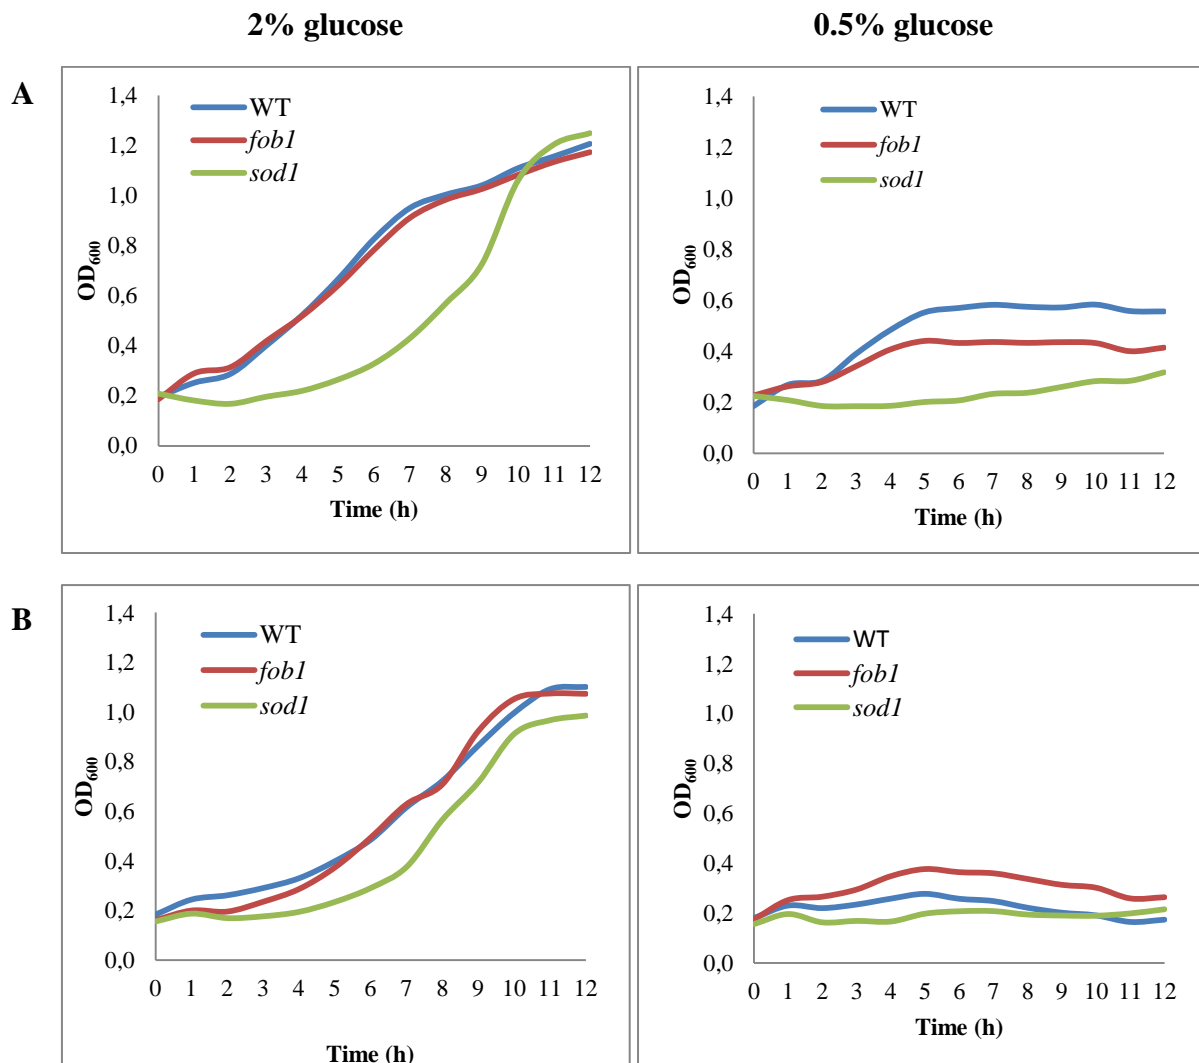 2% glucose
0.5% glucose
A
1,4
1,2
1,0
0,8
0,6
0,4
0,2
0,0
OD600
WT
fob1
sod1
0 1 2 3 4 5 6 7 8 9 10 11 12
Time (h)
1,4
1,2
1,0
0,8
0,6
0,4
0,2
0,0
OD600
WT
fob1
sod1
0 1 2 3 4 5 6 7 8 9 10 11 12
Time (h)
B
1,4
1,2
1,0
0,8
0,6
0,4
0,2
0,0
OD600
WT
fob1
sod1
0 1 2 3 4 5 6 7 8 9 10 11 12
Time (h)
1,4
1,2
1,0
0,8
0,6
0,4
0,2
0,0
OD600
WT
fob1
sod1
0 1 2 3 4 5 6 7 8 9 10 11 12
Time (h)